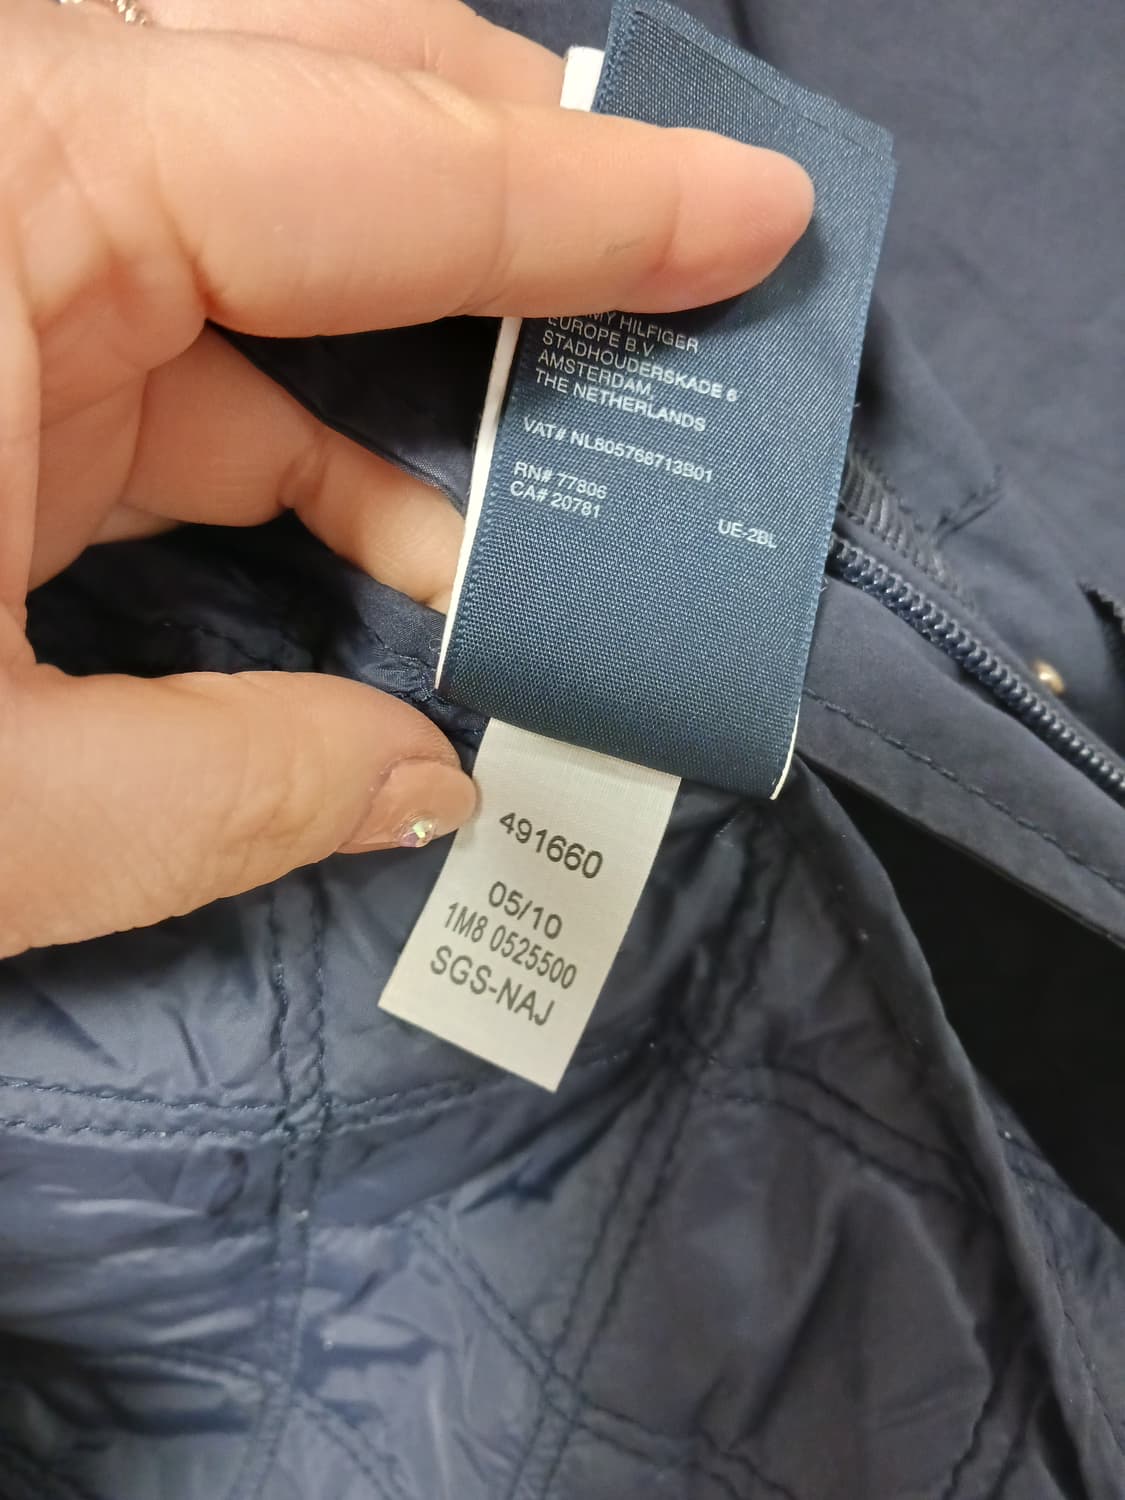 MY HILFIGER
EUROPE B.V.
STADHOUDERSKADE 6
AMSTERDAM,
THE NETHERLANDS
VAT# NL805768713B01
RN# 77806
CA# 20781
UE-2BL
491660
05/10
1M8 0525500
SGS-NAJ